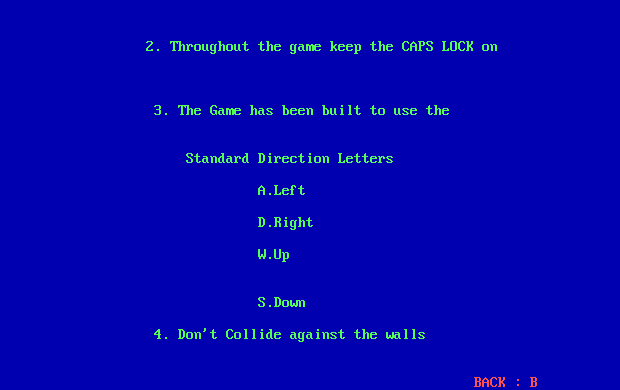 2. Throughout the game keep the CAPS LOCK on
3. The Game has been built to use the
Standard Direction Letters
A.Left
D.Right
W.Up
S.Down
4. Don't Collide against the walls
BACK : B